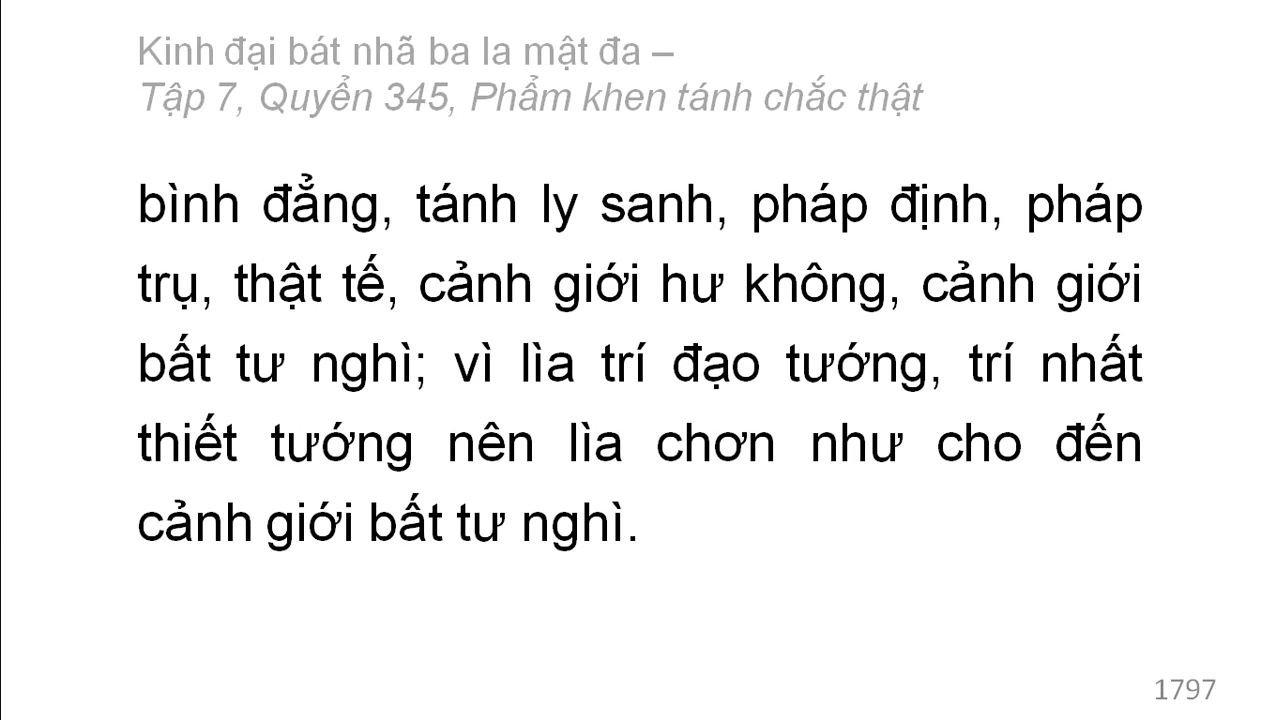 Kinh đại bát nhã ba la mật đa –
Tập 7, Quyển 345, Phẩm khen tánh chắc thật
bình đẳng, tánh ly sanh, pháp định, pháp
trụ, thật tế, cảnh giới hư không, cảnh giới
bất tư nghì; vì lìa trí đạo tướng, trí nhất
thiết tướng nên lìa chơn như cho đến
cảnh giới bất tư nghì.
1797